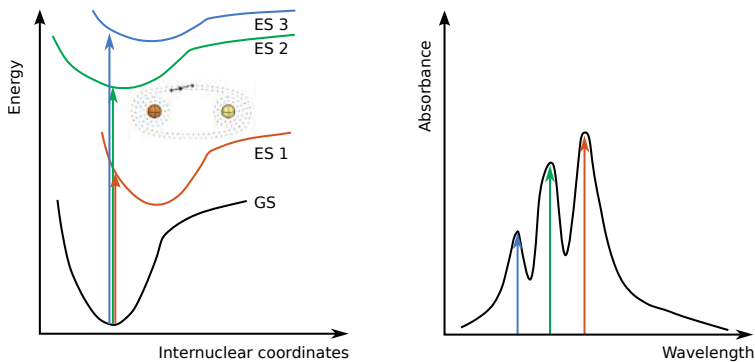 Energy
ES 3
ES 2
ES 1
GS
Internuclear coordinates
Absorbance
Wavelength